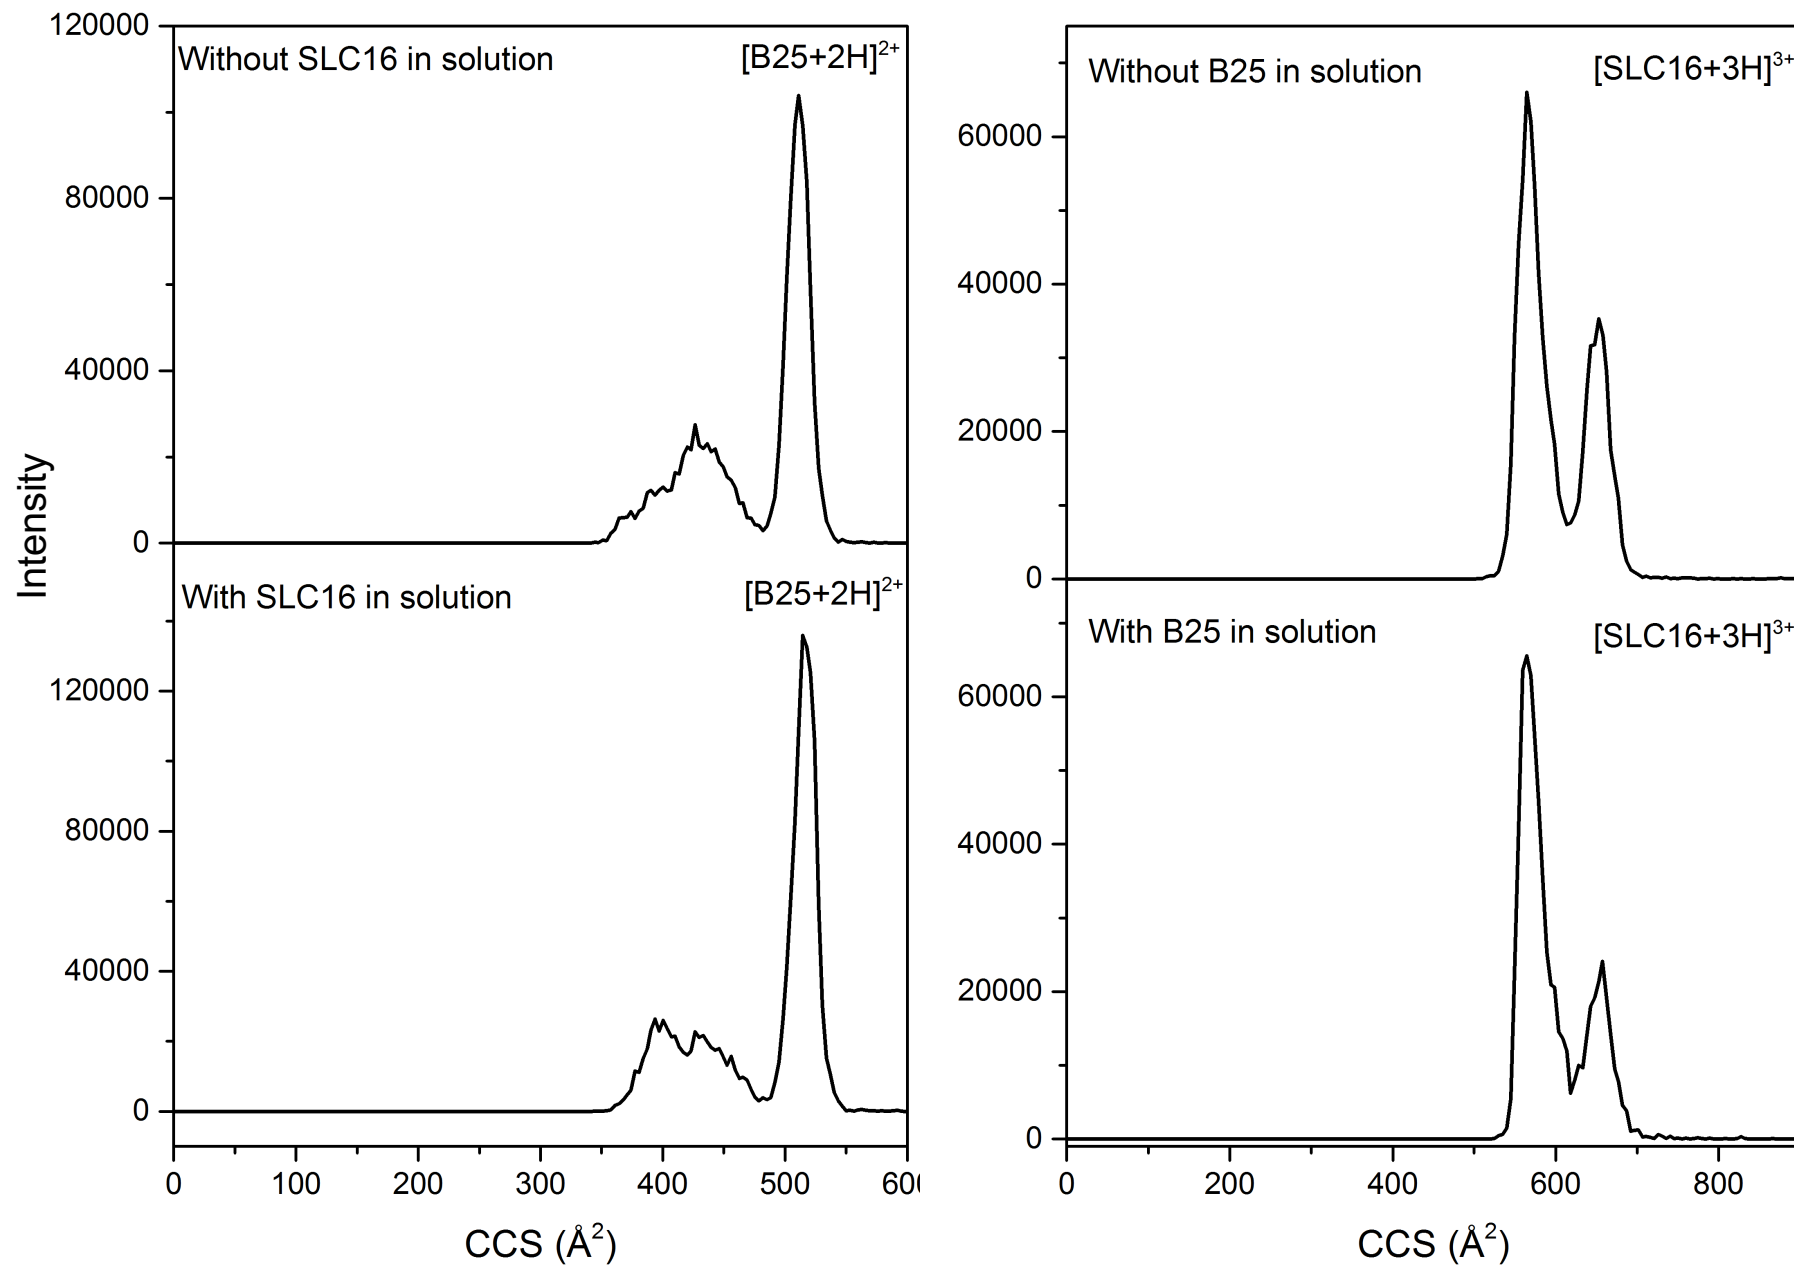 Intensity
120000
80000
40000
0
Without SLC16 in solution
[B25+2H]²⁺
120000
80000
40000
0
With SLC16 in solution
[B25+2H]²⁺
0 100 200 300 400 500 600
CCS (Å²)
60000
40000
20000
0
Without B25 in solution
[SLC16+3H]³⁺
60000
40000
20000
0
With B25 in solution
[SLC16+3H]³⁺
0 200 400 600 800
CCS (Å²)